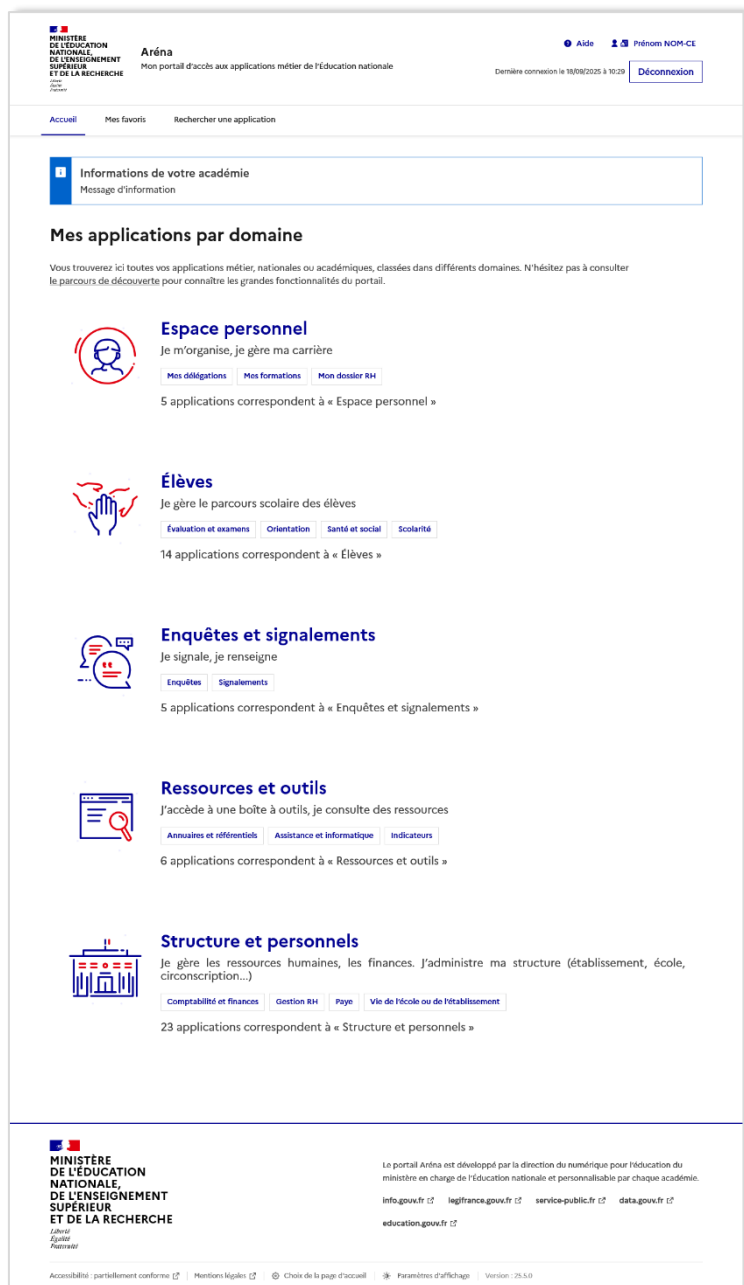 MINISTÈRE
DE L'ÉDUCATION
NATIONALE,
DE L'ENSEIGNEMENT
SUPÉRIEUR
ET DE LA RECHERCHE
Liberté
Égalité
Fraternité
Aréna
Mon portail d'accès aux applications métier de l'Éducation nationale
Aide
Prénom NOM-CE
Dernière connexion le 18/09/2025 à 10:29
Déconnexion
Accueil
Mes favoris
Rechercher une application
Informations de votre académie
Message d'information
Mes applications par domaine
Vous trouverez ici toutes vos applications métier, nationales ou académiques, classées dans différents domaines. N'hésitez pas à consulter
le parcours de découverte pour connaître les grandes fonctionnalités du portail.
Espace personnel
Je m'organise, je gère ma carrière
Mes délégations
Mes formations
Mon dossier RH
5 applications correspondent à « Espace personnel »
Élèves
Je gère le parcours scolaire des élèves
Évaluation et examens
Orientation
Santé et social
Scolarité
14 applications correspondent à « Élèves »
Enquêtes et signalements
Je signale, je renseigne
Enquêtes
Signalements
5 applications correspondent à « Enquêtes et signalements »
Ressources et outils
J'accède à une boîte à outils, je consulte des ressources
Annuaires et référentiels
Assistance et informatique
Indicateurs
6 applications correspondent à « Ressources et outils »
Structure et personnels
Je gère les ressources humaines, les finances. J'administre ma structure (établissement, école,
circonscription...)
Comptabilité et finances
Gestion RH
Paye
Vie de l'école ou de l'établissement
23 applications correspondent à « Structure et personnels »
MINISTÈRE
DE L'ÉDUCATION
NATIONALE,
DE L'ENSEIGNEMENT
SUPÉRIEUR
ET DE LA RECHERCHE
Liberté
Égalité
Fraternité
Le portail Aréna est développé par la direction du numérique pour l'éducation du
ministère en charge de l'Éducation nationale et personnalisable par chaque académie.
info.gouv.fr
legifrance.gouv.fr
service-public.fr
data.gouv.fr
education.gouv.fr
Accessibilité : partiellement conforme
Mentions légales
Choix de la page d'accueil
Paramètres d'affichage
Version : 25.5.0